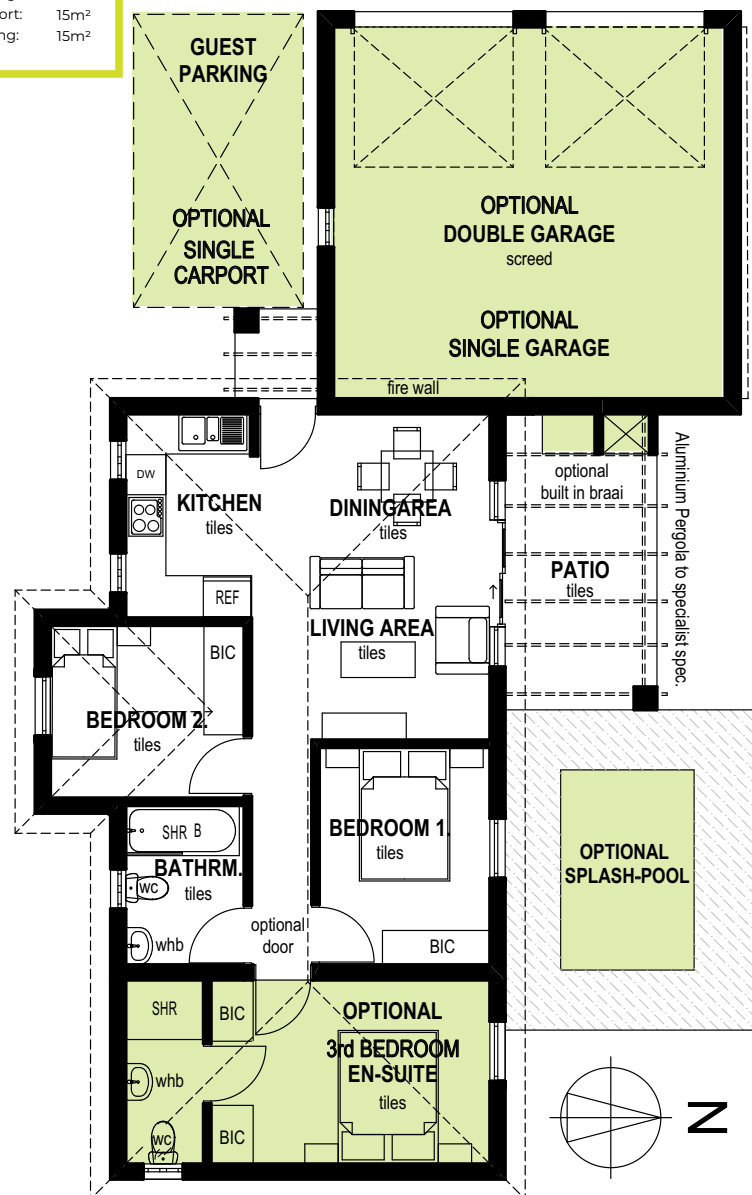 ort: 15m²
ng: 15m²
GUEST
PARKING
OPTIONAL
SINGLE
CARPORT
OPTIONAL
DOUBLE GARAGE
screed
OPTIONAL
SINGLE GARAGE
fire wall
DW
KITCHEN
tiles
REF
DININGAREA
tiles
LIVING AREA
tiles
optional
built in braai
PATIO
tiles
Aluminium Pergola to specialist spec.
BIC
BEDROOM 2.
tiles
BEDROOM 1.
tiles
BIC
SHR B
BATHRM.
tiles
wc
whb
optional
door
OPTIONAL
SPLASH-POOL
SHR
BIC
whb
wc
BIC
OPTIONAL
3rd BEDROOM
EN-SUITE
tiles
N